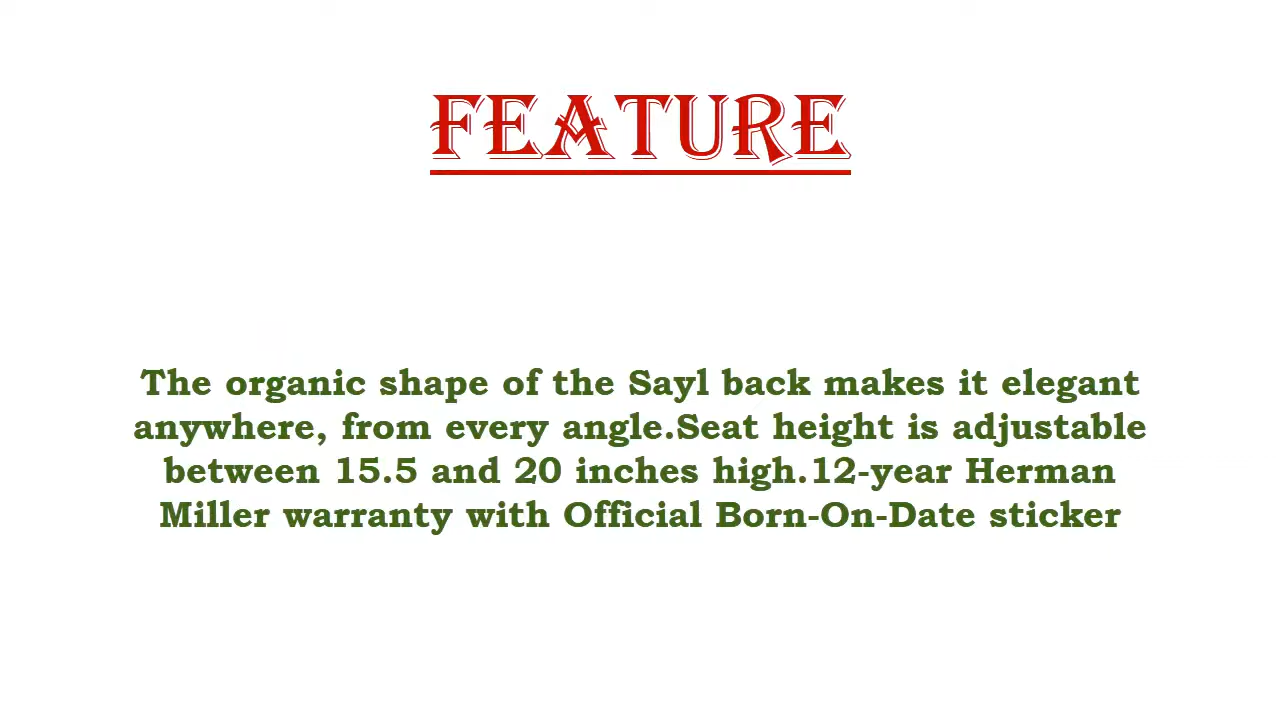 FEATURE
The organic shape of the Sayl back makes it elegant
anywhere, from every angle.Seat height is adjustable
between 15.5 and 20 inches high.12-year Herman
Miller warranty with Official Born-On-Date sticker